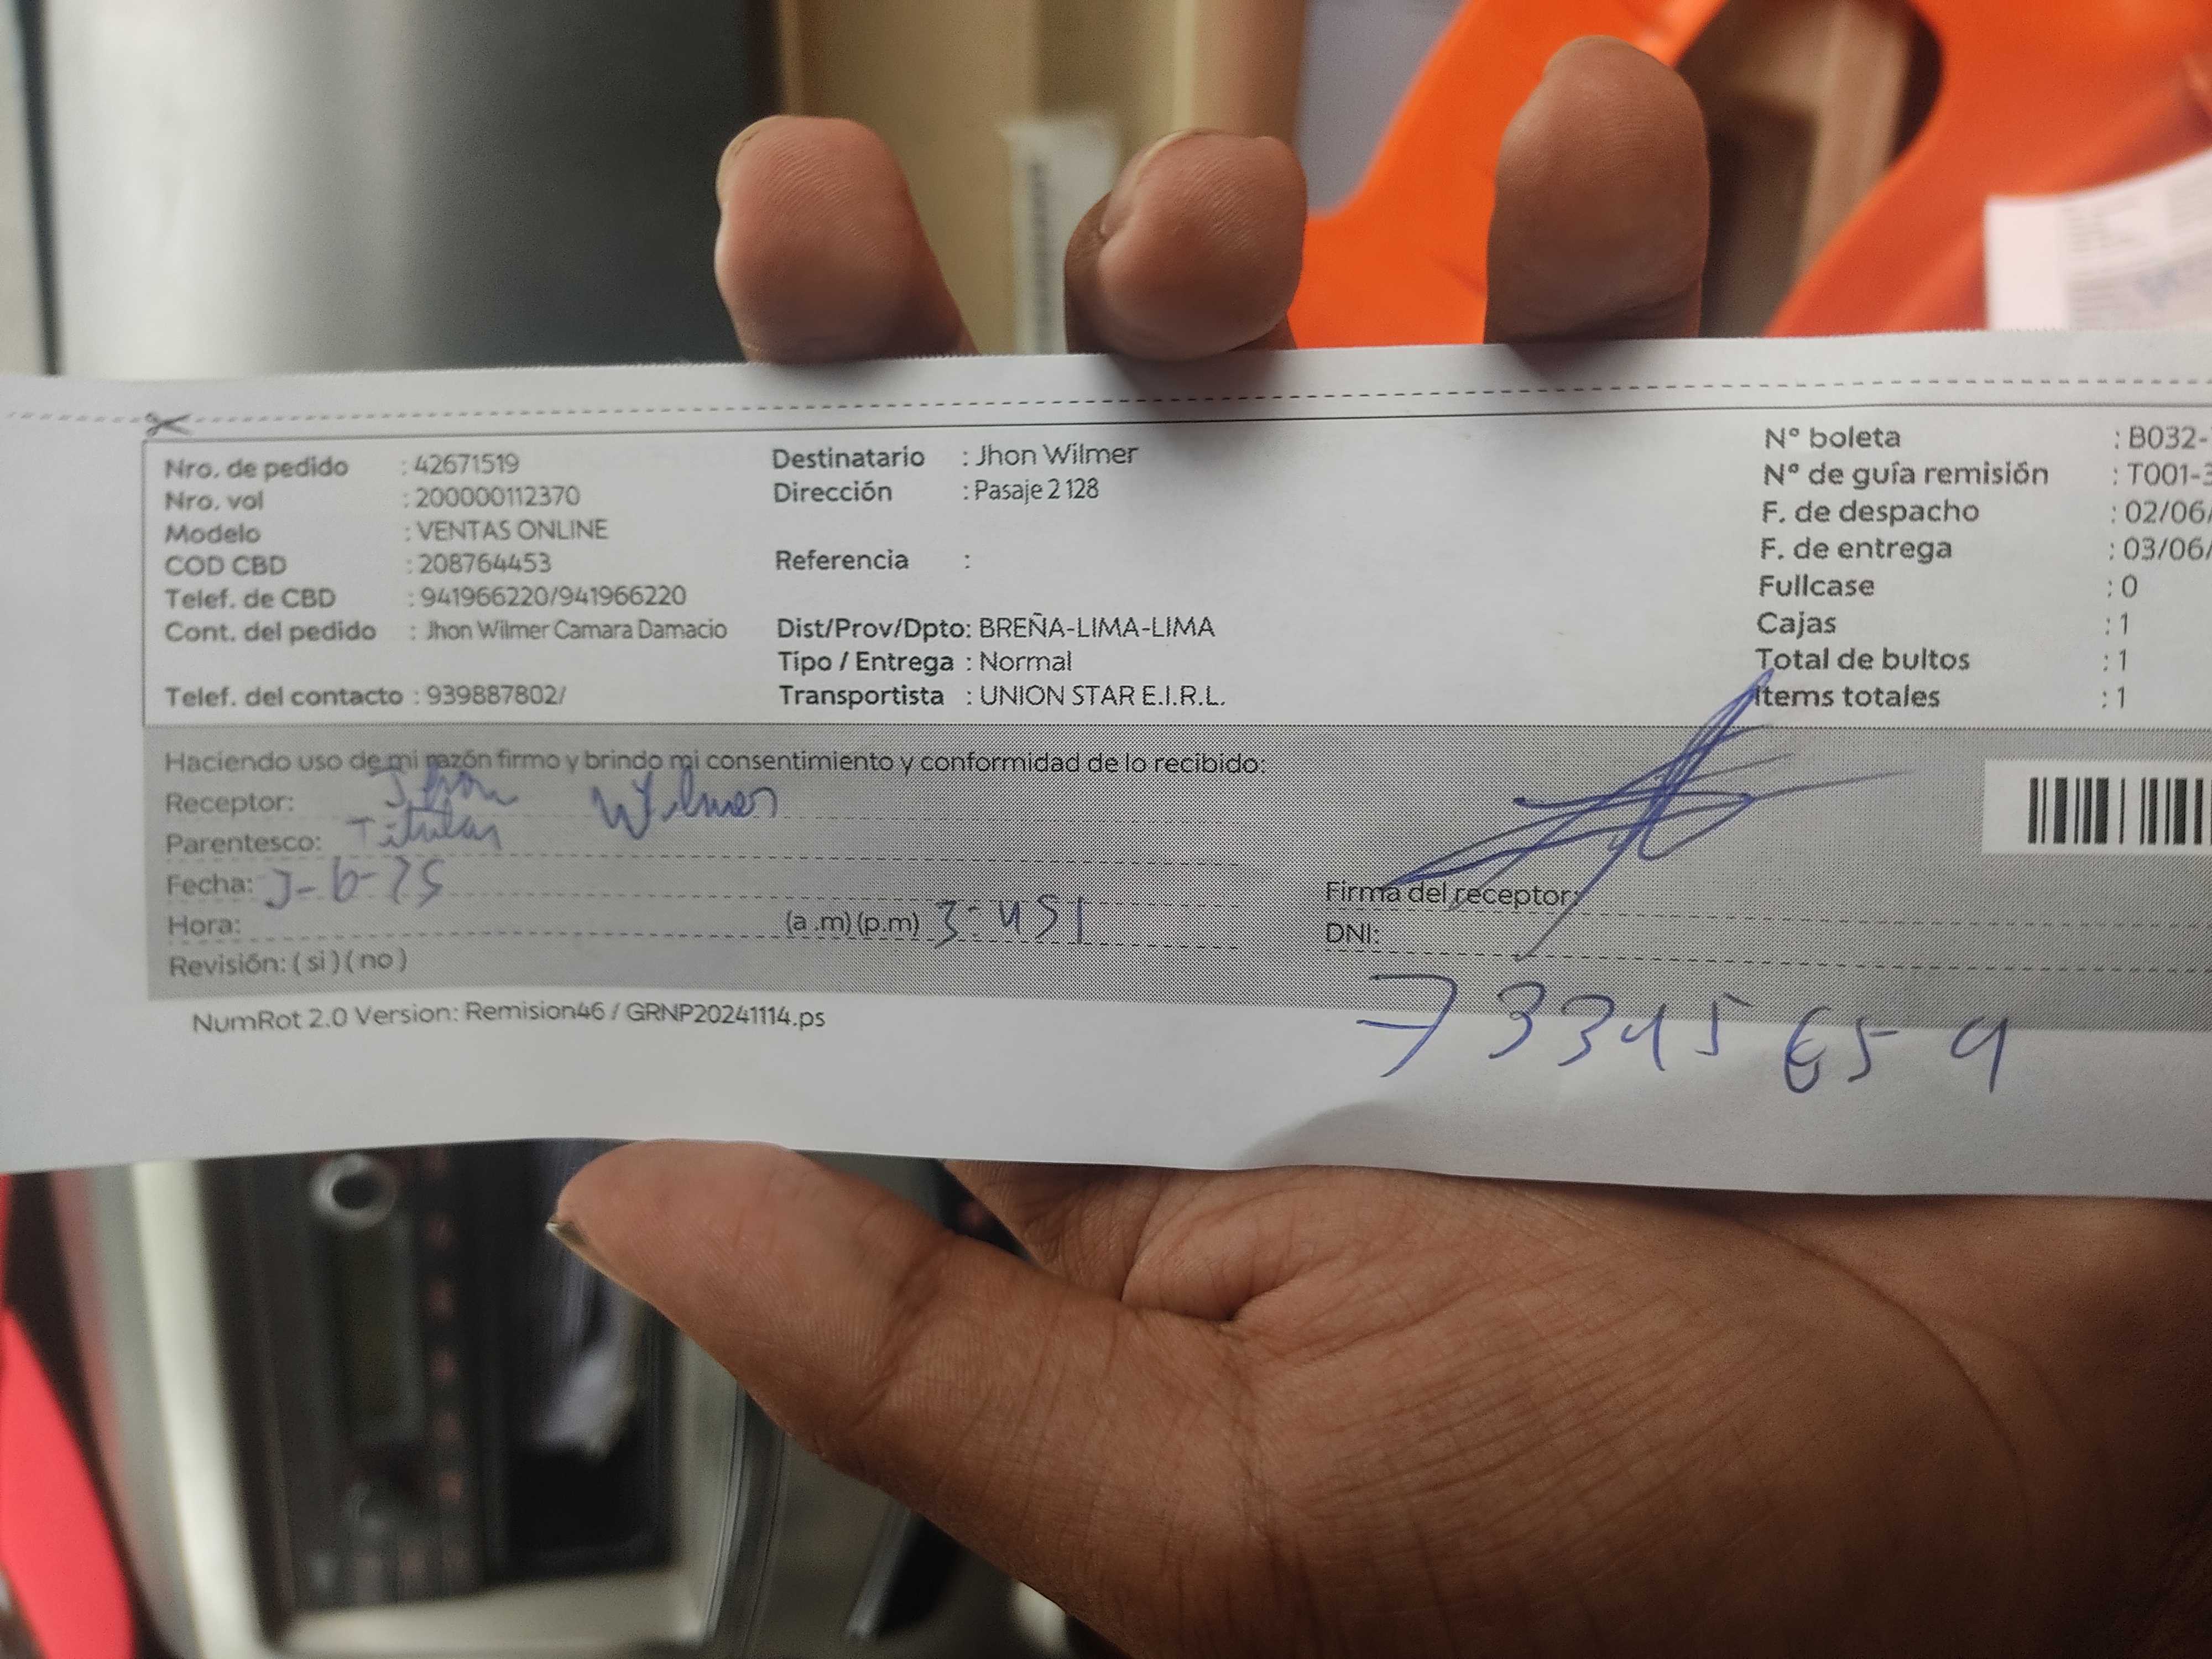 Nro. de pedido : 42671519
Nro. vol : 200000112370
Modelo : VENTAS ONLINE
COD CBD : 208764453
Telef. de CBD : 941966220/941966220
Cont. del pedido : Jhon Wilmer Camara Damacio
Telef. del contacto : 939887802/
Destinatario : Jhon Wilmer
Dirección : Pasaje 2 128
Referencia :
Dist/Prov/Dpto: BREÑA-LIMA-LIMA
Tipo / Entrega : Normal
Transportista : UNION STAR E.I.R.L.
N° boleta : B032-
N° de guía remisión : T001-3
F. de despacho : 02/06/
F. de entrega : 03/06/
Fullcase : 0
Cajas : 1
Total de bultos : 1
Items totales : 1
Haciendo uso de mi razón firmo y brindo mi consentimiento y conformidad de lo recibido:
Receptor: Jhon Wilmer
Parentesco: Titular
Fecha:
Hora: (a .m) (p.m)
Revisión: ( si ) ( no )
Firma del receptor:
DNI:
NumRot 2.0 Version: Remision46 / GRNP20241114.ps